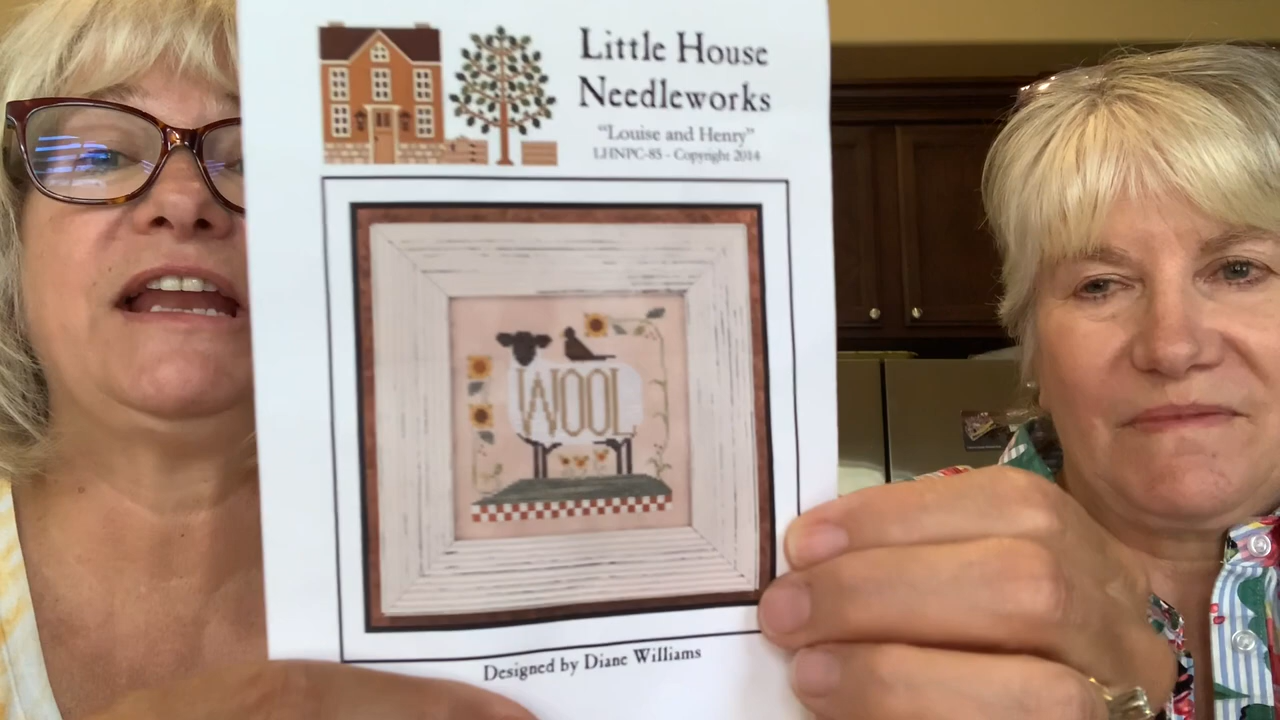 Little House
Needleworks
"Louise and Henry"
LHNPC-85 - Copyright 2014
WOOL
Designed by Diane Williams